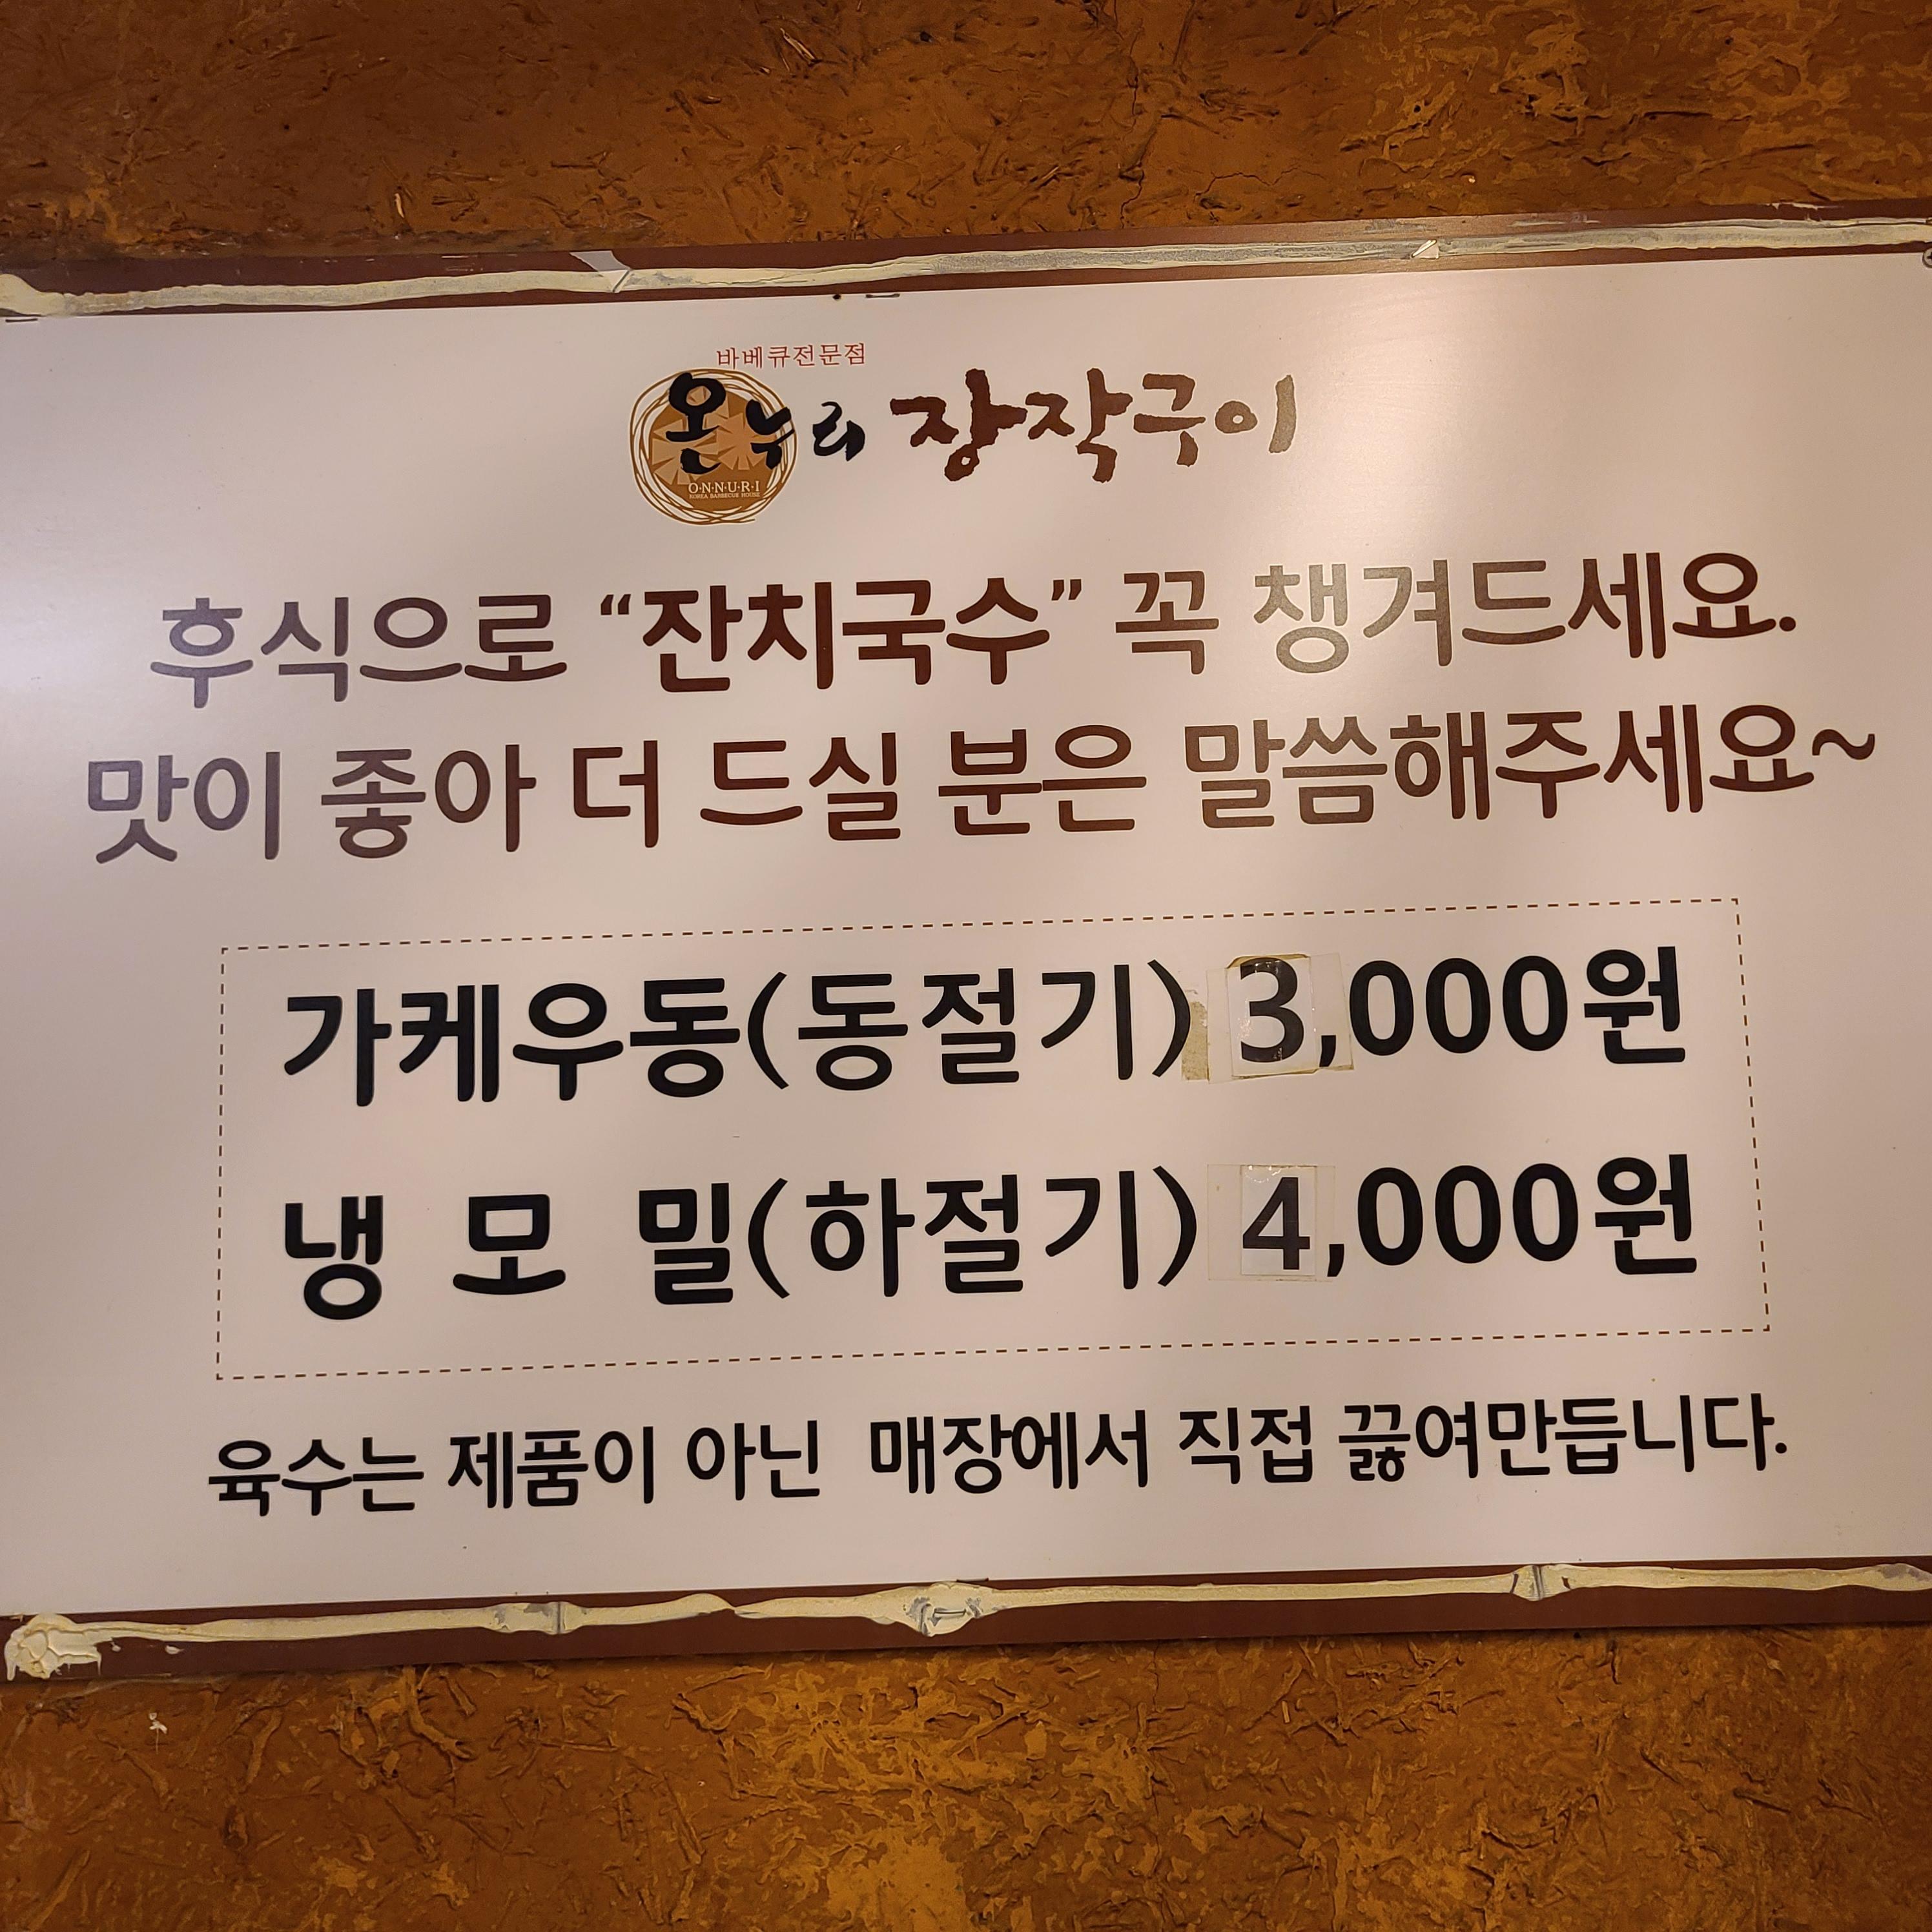 바베큐전문점
온누리 장작구이
O·N·N·U·R·I
KOREA BARBECUE HOUSE
후식으로 “잔치국수” 꼭 챙겨드세요.
맛이 좋아 더 드실 분은 말씀해주세요~
가케우동(동절기) 3,000원
냉 모 밀(하절기) 4,000원
육수는 제품이 아닌 매장에서 직접 끓여만듭니다.